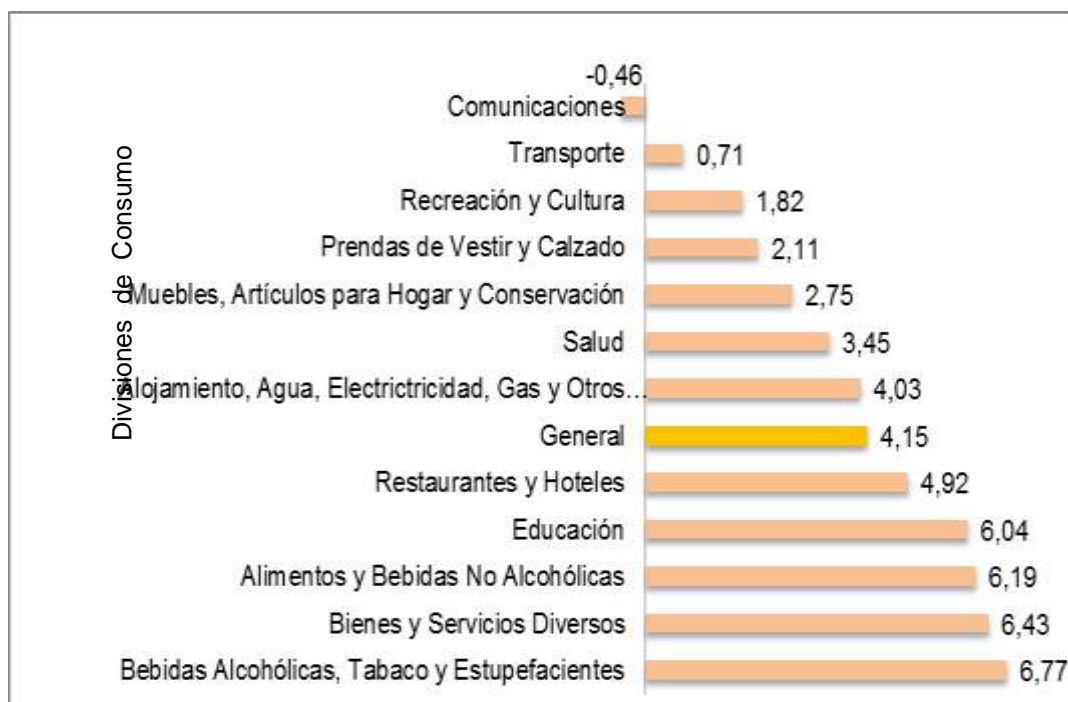 Divisiones de Consumo
-0,46
Comunicaciones
Transporte 0,71
Recreación y Cultura 1,82
Prendas de Vestir y Calzado 2,11
Muebles, Artículos para Hogar y Conservación 2,75
Salud 3,45
lojamiento, Agua, Electrictricidad, Gas y Otros... 4,03
General 4,15
Restaurantes y Hoteles 4,92
Educación 6,04
Alimentos y Bebidas No Alcohólicas 6,19
Bienes y Servicios Diversos 6,43
Bebidas Alcohólicas, Tabaco y Estupefacientes 6,77